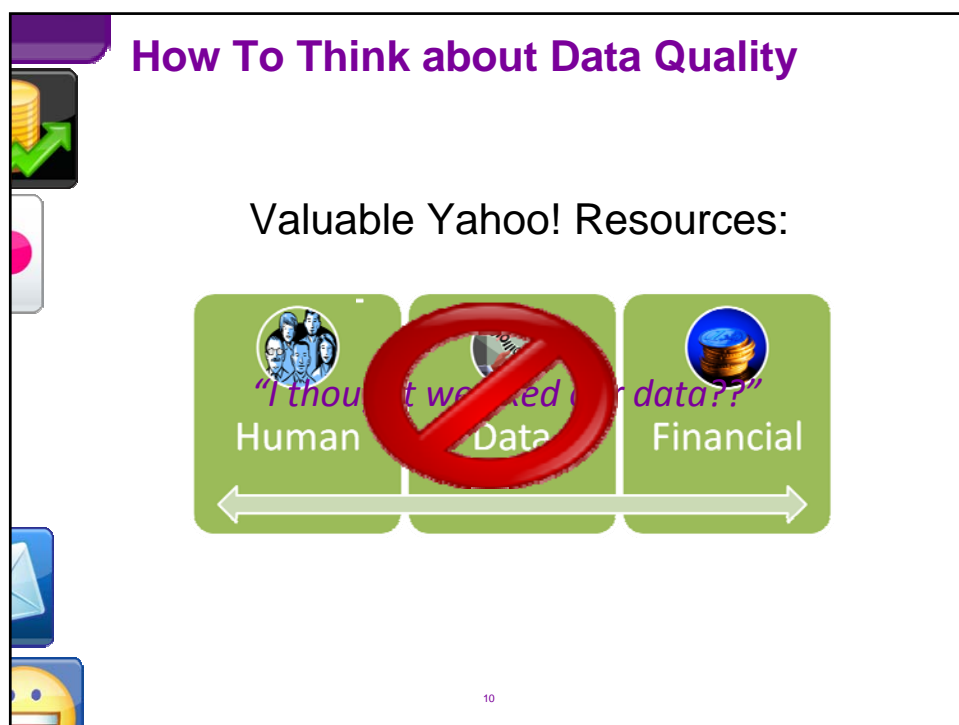 How To Think about Data Quality
Valuable Yahoo! Resources:
“I we data??”
Human Data Financial
10